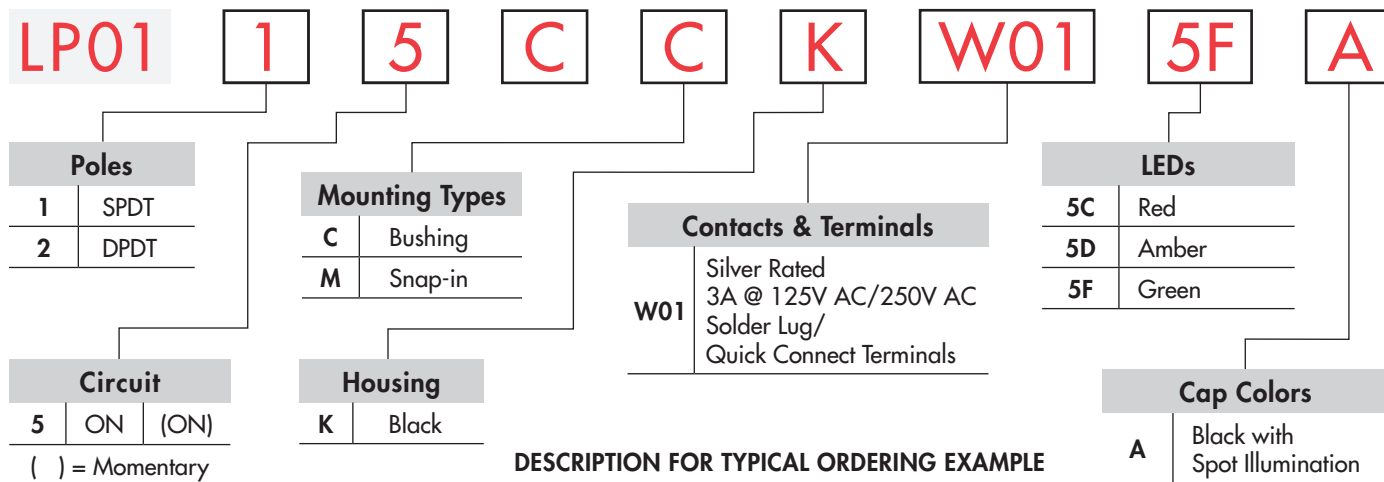 LP01 1 5 C C K W01 5F A
Poles
1 SPDT
2 DPDT
Mounting Types
C Bushing
M Snap-in
Contacts & Terminals
W01
Silver Rated
3A @ 125V AC/250V AC
Solder Lug/
Quick Connect Terminals
LEDs
5C Red
5D Amber
5F Green
Circuit
5 ON (ON)
( ) = Momentary
Housing
K Black
Cap Colors
A
Black with
Spot Illumination
DESCRIPTION FOR TYPICAL ORDERING EXAMPLE